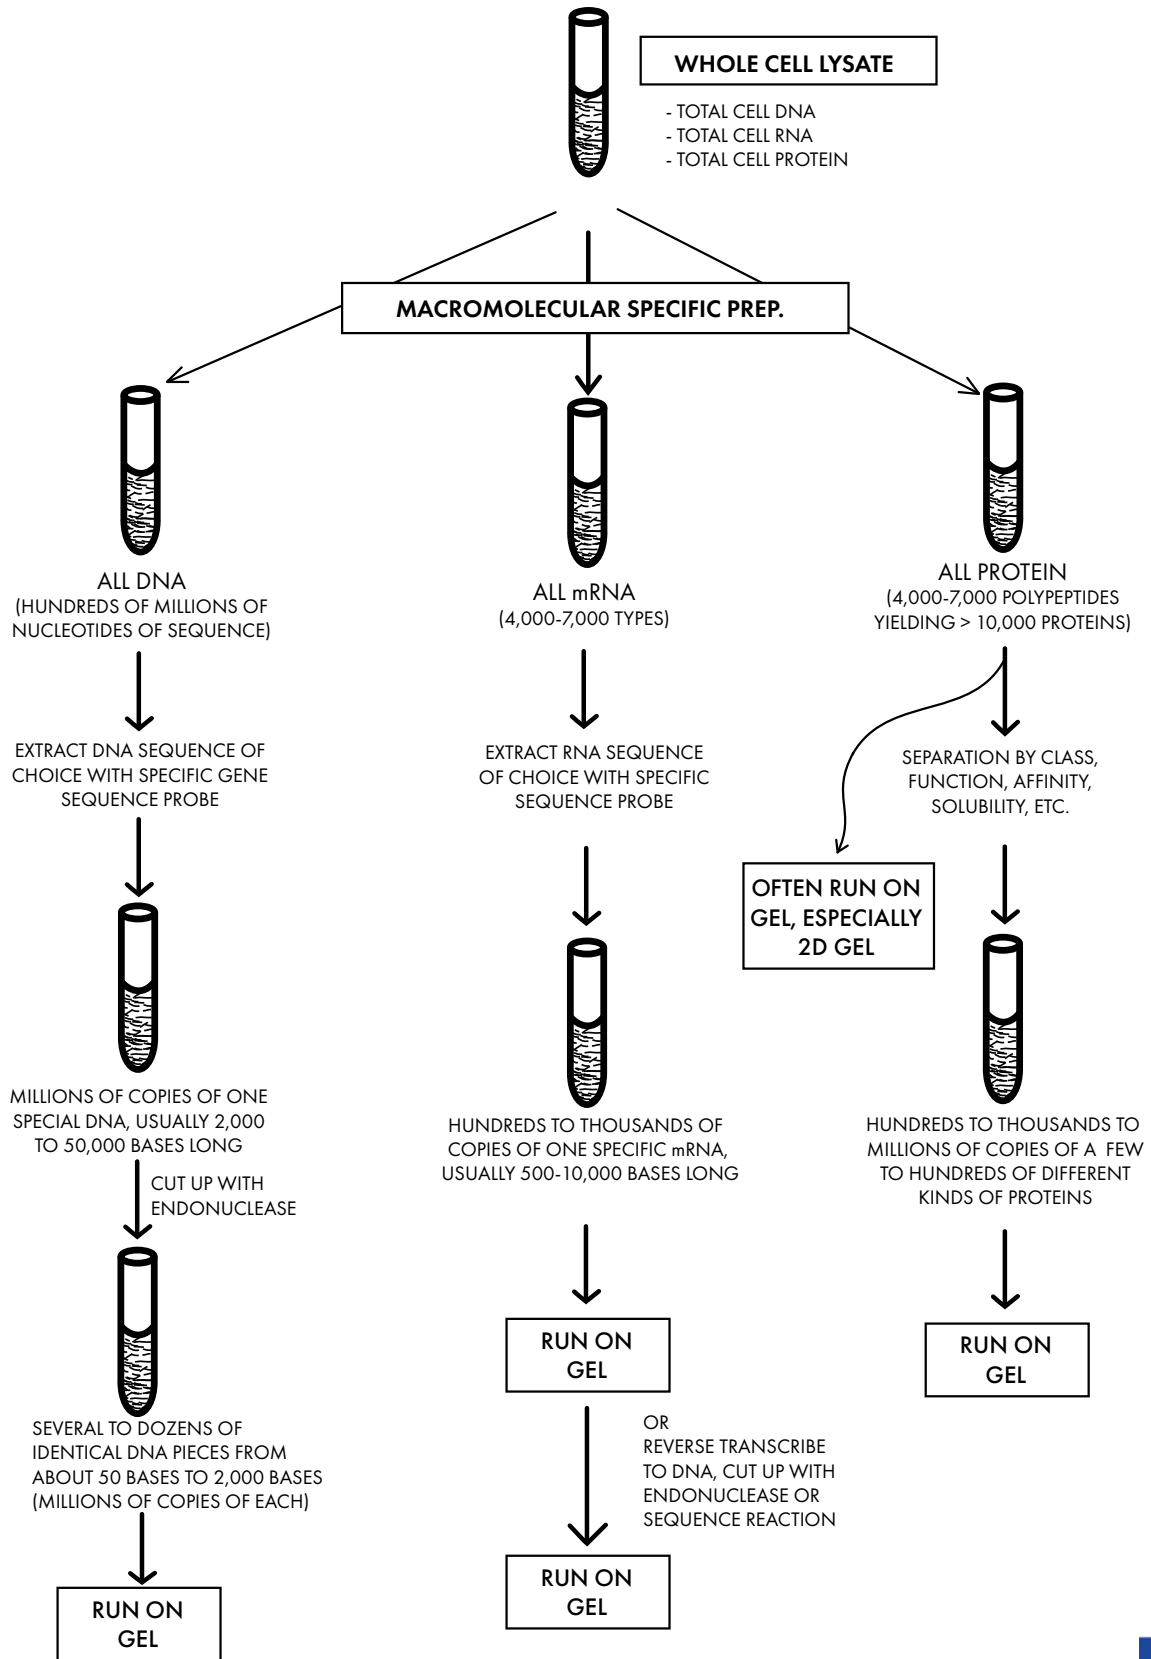 WHOLE CELL LYSATE
- TOTAL CELL DNA
- TOTAL CELL RNA
- TOTAL CELL PROTEIN
MACROMOLECULAR SPECIFIC PREP.
ALL DNA
(HUNDREDS OF MILLIONS OF
NUCLEOTIDES OF SEQUENCE)
EXTRACT DNA SEQUENCE OF
CHOICE WITH SPECIFIC GENE
SEQUENCE PROBE
MILLIONS OF COPIES OF ONE
SPECIAL DNA, USUALLY 2,000
TO 50,000 BASES LONG
CUT UP WITH
ENDONUCLEASE
SEVERAL TO DOZENS OF
IDENTICAL DNA PIECES FROM
ABOUT 50 BASES TO 2,000 BASES
(MILLIONS OF COPIES OF EACH)
RUN ON
GEL
ALL mRNA
(4,000-7,000 TYPES)
EXTRACT RNA SEQUENCE
OF CHOICE WITH SPECIFIC
SEQUENCE PROBE
HUNDREDS TO THOUSANDS OF
COPIES OF ONE SPECIFIC mRNA,
USUALLY 500-10,000 BASES LONG
RUN ON
GEL
OR
REVERSE TRANSCRIBE
TO DNA, CUT UP WITH
ENDONUCLEASE OR
SEQUENCE REACTION
RUN ON
GEL
ALL PROTEIN
(4,000-7,000 POLYPEPTIDES
YIELDING > 10,000 PROTEINS)
SEPARATION BY CLASS,
FUNCTION, AFFINITY,
SOLUBILITY, ETC.
OFTEN RUN ON
GEL, ESPECIALLY
2D GEL
HUNDREDS TO THOUSANDS TO
MILLIONS OF COPIES OF A FEW
TO HUNDREDS OF DIFFERENT
KINDS OF PROTEINS
RUN ON
GEL